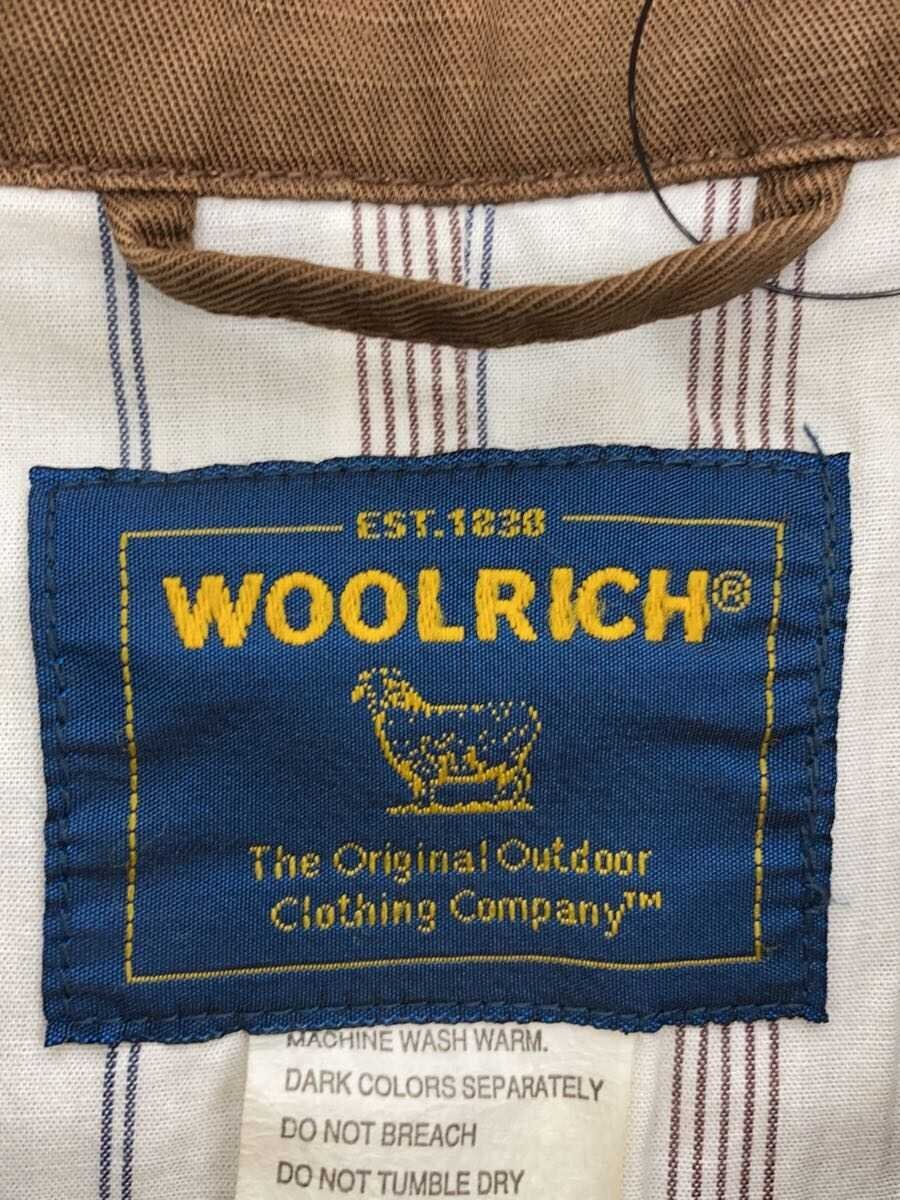 EST.1838
WOOLRICH®
The Original Outdoor
Clothing Company™
MACHINE WASH WARM.
DARK COLORS SEPARATELY
DO NOT BREACH
DO NOT TUMBLE DRY